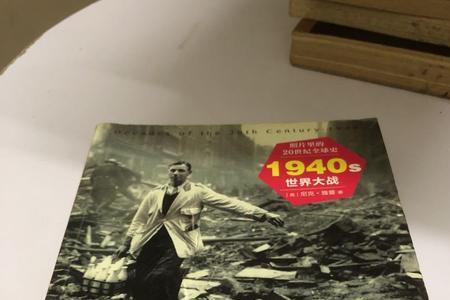 Decades of the 20th Century 1940s
照片里的
20世纪全球史
1940s
世界大战
[英] 尼克·雅普 著